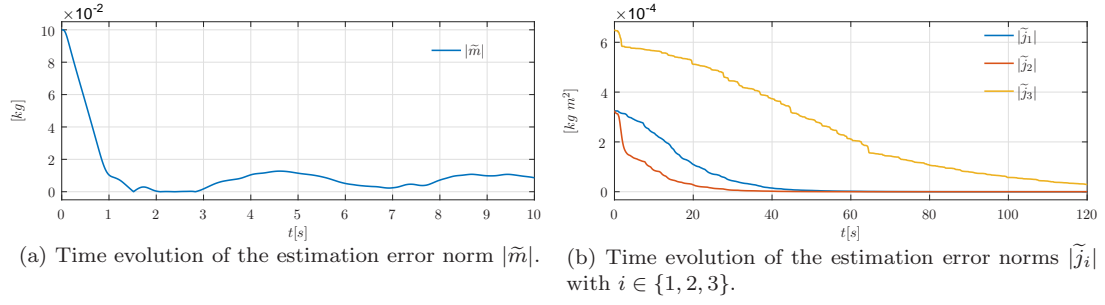 ×10⁻²
10
8
6
4
2
0
[kg]
|m̃|
0 1 2 3 4 5 6 7 8 9 10
t[s]
(a) Time evolution of the estimation error norm |m̃|.
×10⁻⁴
6
4
2
0
[kg m²]
|j̃₁|
|j̃₂|
|j̃₃|
0 20 40 60 80 100 120
t[s]
(b) Time evolution of the estimation error norms |j̃ᵢ|
with i ∈ {1, 2, 3}.